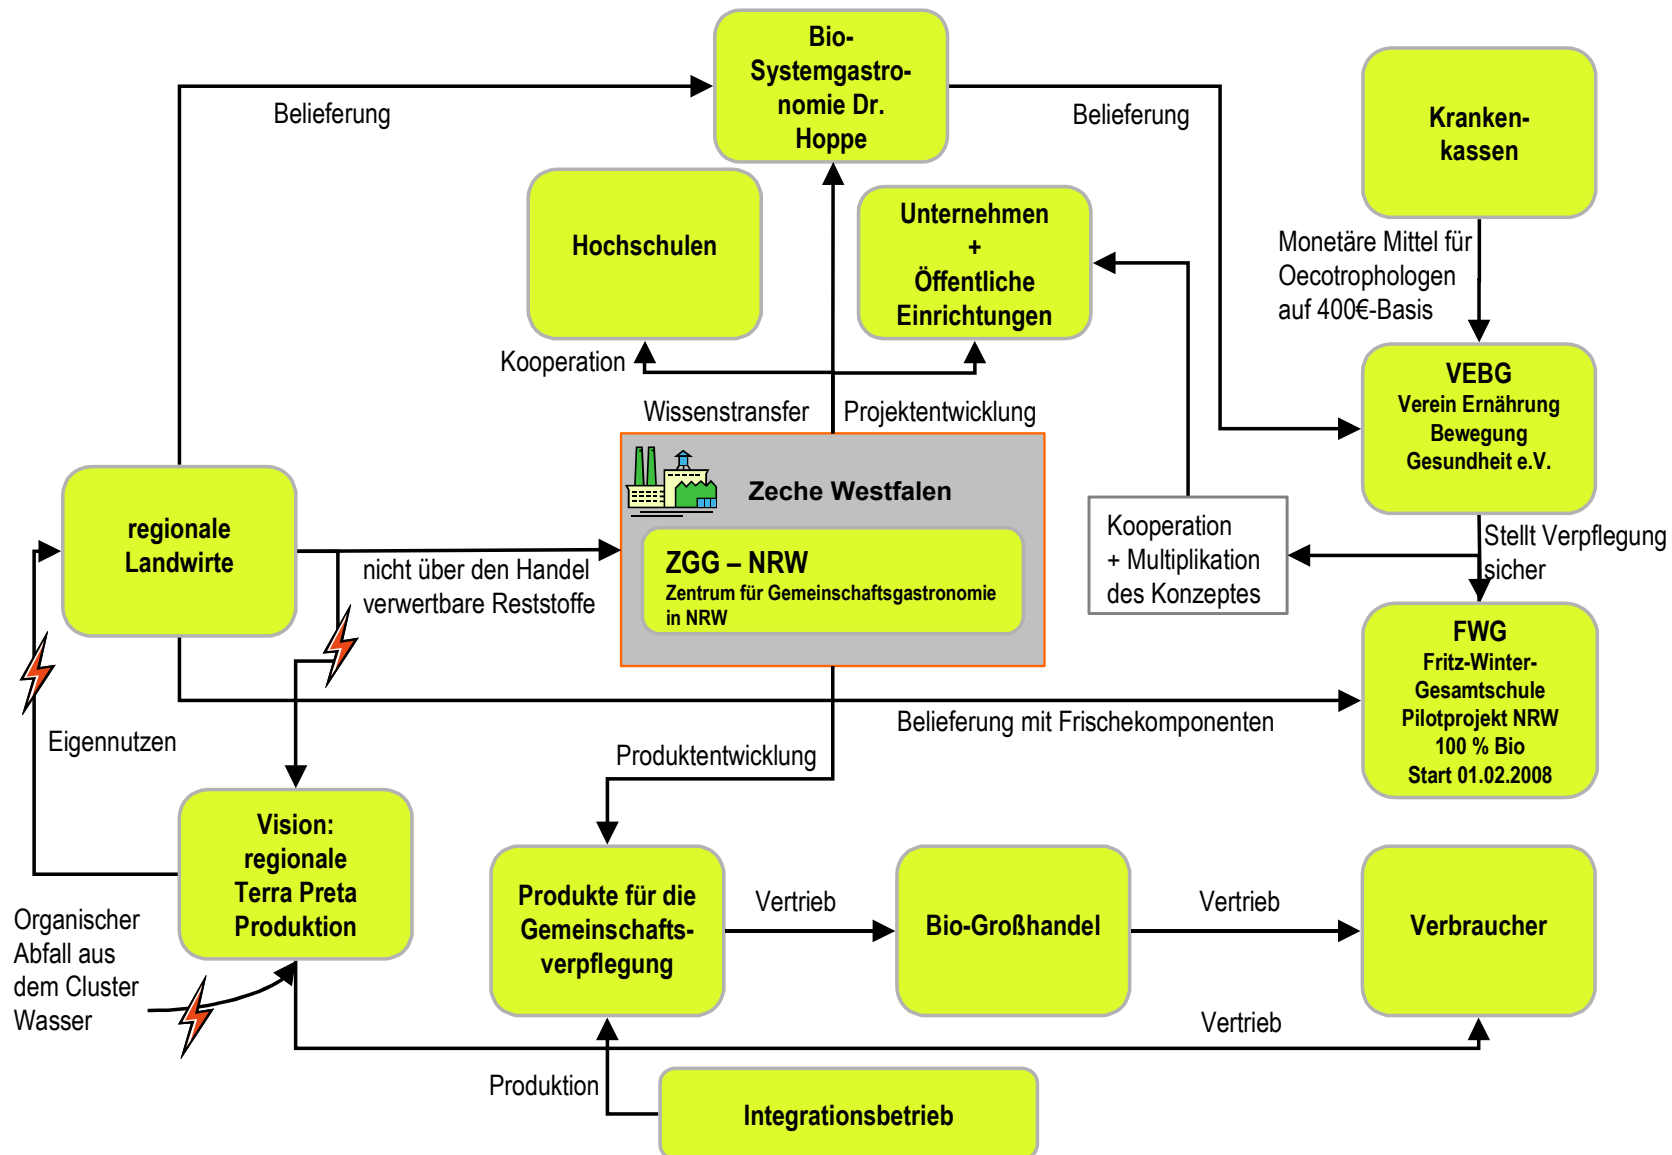 Bio-
Systemgastro-
nomie Dr.
Hoppe
Belieferung
Belieferung
Kranken-
kassen
Hochschulen
Unternehmen
+
Öffentliche
Einrichtungen
Monetäre Mittel für
Oecotrophologen
auf 400€-Basis
Kooperation
Wissenstransfer
Projektentwicklung
VEBG
Verein Ernährung
Bewegung
Gesundheit e.V.
Zeche Westfalen
regionale
Landwirte
nicht über den Handel
verwertbare Reststoffe
ZGG – NRW
Zentrum für Gemeinschaftsgastronomie
in NRW
Kooperation
+ Multiplikation
des Konzeptes
Stellt Verpflegung
sicher
FWG
Fritz-Winter-
Gesamtschule
Pilotprojekt NRW
100 % Bio
Start 01.02.2008
Eigennutzen
Belieferung mit Frischekomponenten
Produktentwicklung
Vision:
regionale
Terra Preta
Produktion
Organischer
Abfall aus
dem Cluster
Wasser
Produkte für die
Gemeinschafts-
verpflegung
Vertrieb
Bio-Großhandel
Vertrieb
Verbraucher
Vertrieb
Produktion
Integrationsbetrieb